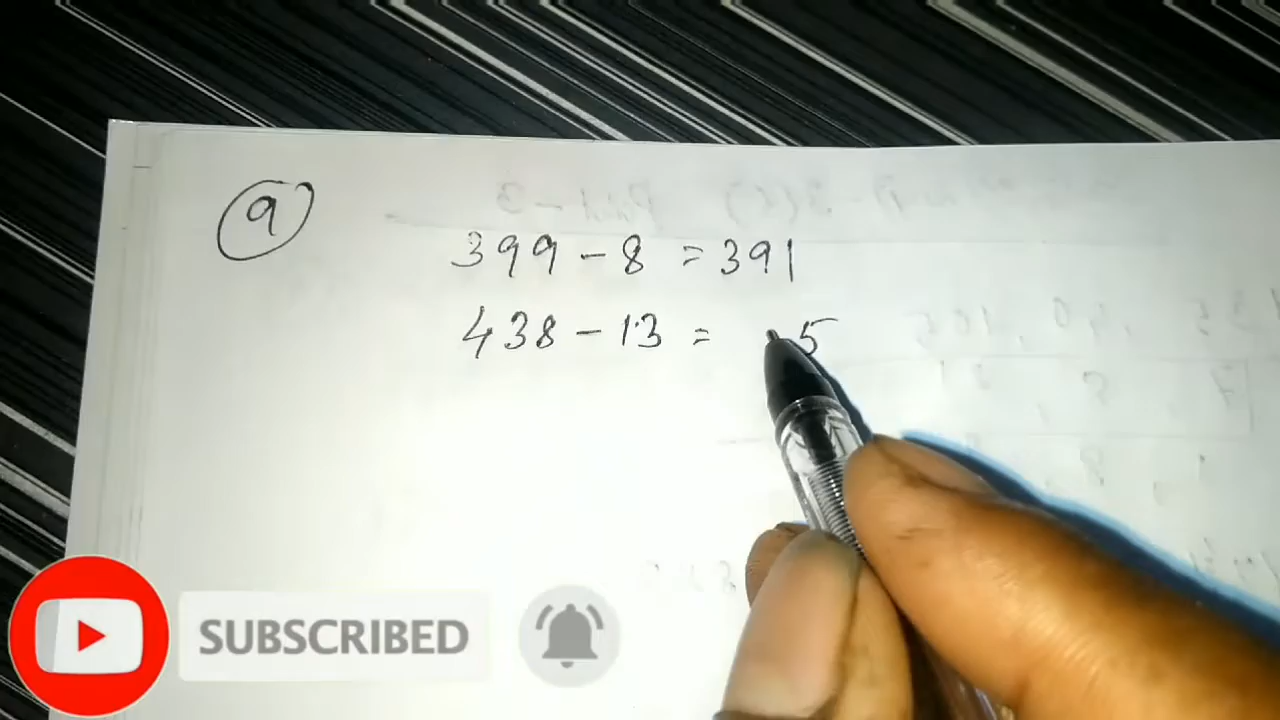 9
399 - 8 = 391
438 - 13 = 5
SUBSCRIBED